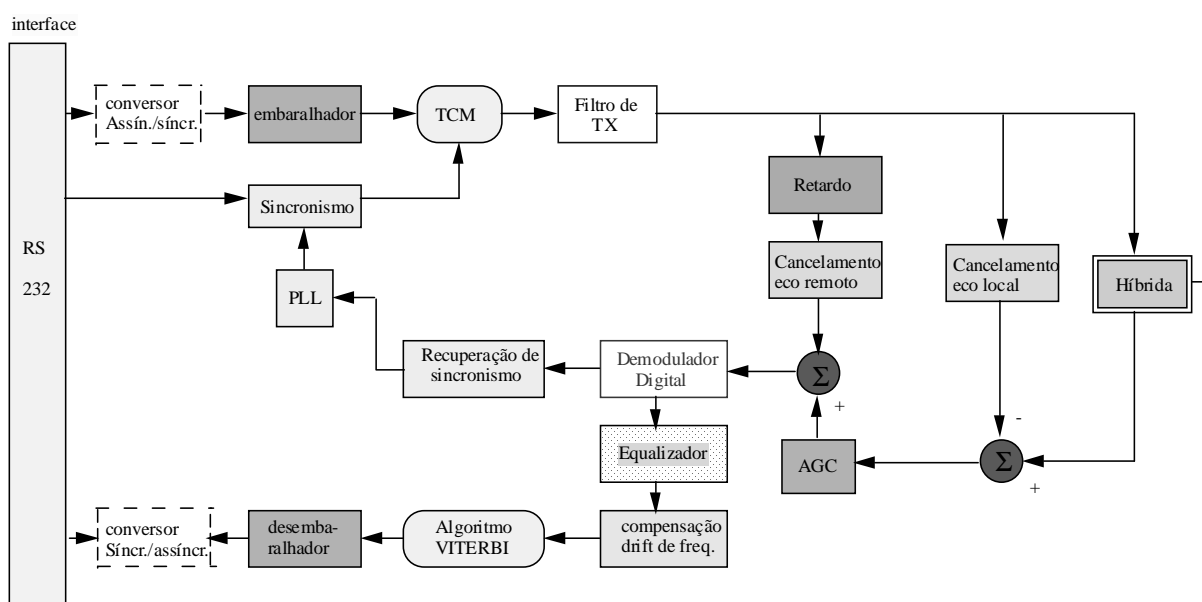 interface
RS
232
conversor
Assín./síncr.
embaralhador
TCM
Filtro de
TX
Retardo
Sincronismo
Cancelamento
eco remoto
Cancelamento
eco local
Híbrida
PLL
Recuperação de
sincronismo
Demodulador
Digital
Σ
+
Equalizador
AGC
-
Σ
+
conversor
Síncr./assíncr.
desemba-
ralhador
Algoritmo
VITERBI
compensação
drift de freq.